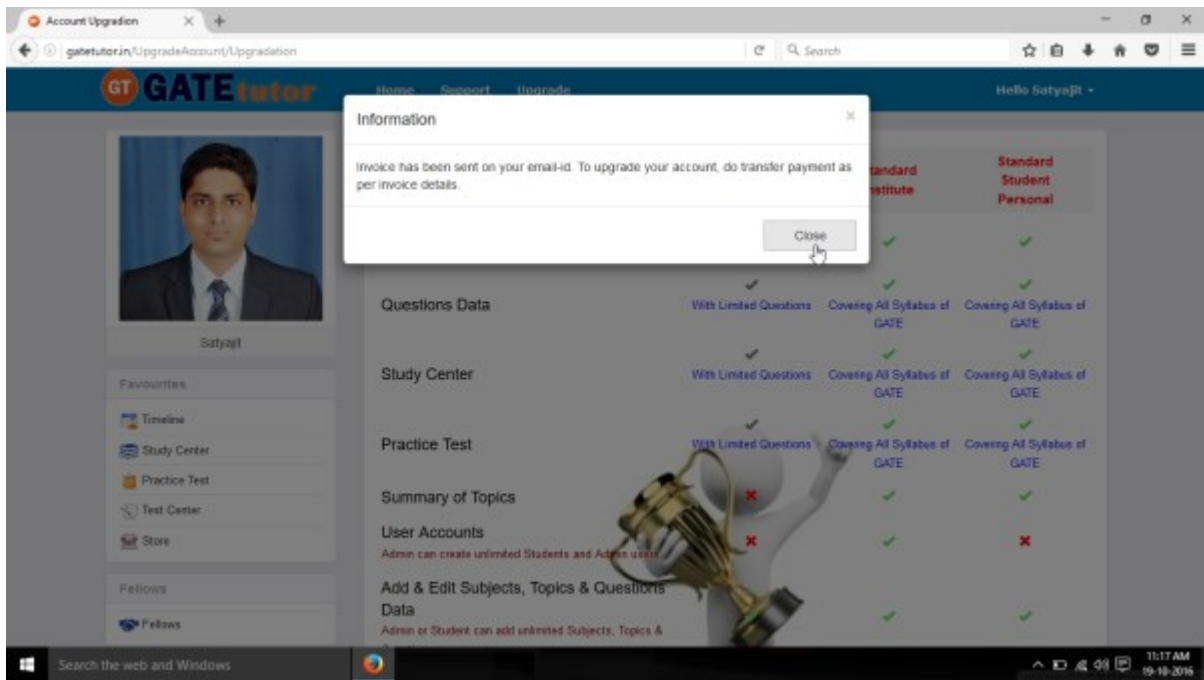 Account Upgradion
gatetutor.in/UpgradeAccount/Upgradation
Search
GT GATEtutor
Home Support Upgrade
Hello Satyajit
Information
Invoice has been sent on your email-id. To upgrade your account, do transfer payment as
per invoice details.
Close
Standard
Student
Personal
Satyajit
Favourites
Timeline
Study Center
Practice Test
Test Center
Store
Fellows
Fellows
Questions Data
With Limited Questions
Covering All Syllabus of
GATE
Covering All Syllabus of
GATE
Study Center
With Limited Questions
Covering All Syllabus of
GATE
Covering All Syllabus of
GATE
Practice Test
With Limited Questions
Covering All Syllabus of
GATE
Covering All Syllabus of
GATE
Summary of Topics
User Accounts
Admin can create unlimited Students and Admin users
Add & Edit Subjects, Topics & Questions
Data
Admin or Student can add unlimited Subjects, Topics &
Search the web and Windows
11:17 AM
19-10-2016